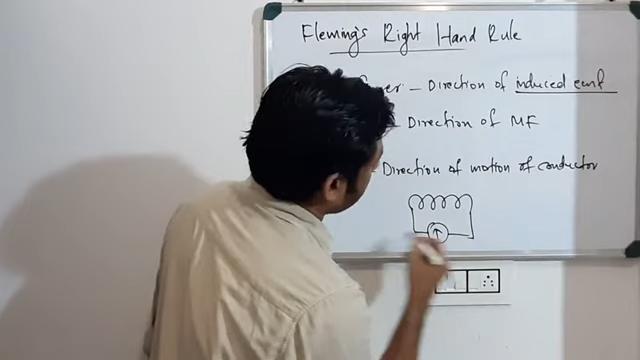 Fleming's Right Hand Rule
– Direction of induced emf
Direction of MF
Direction of motion of conductor